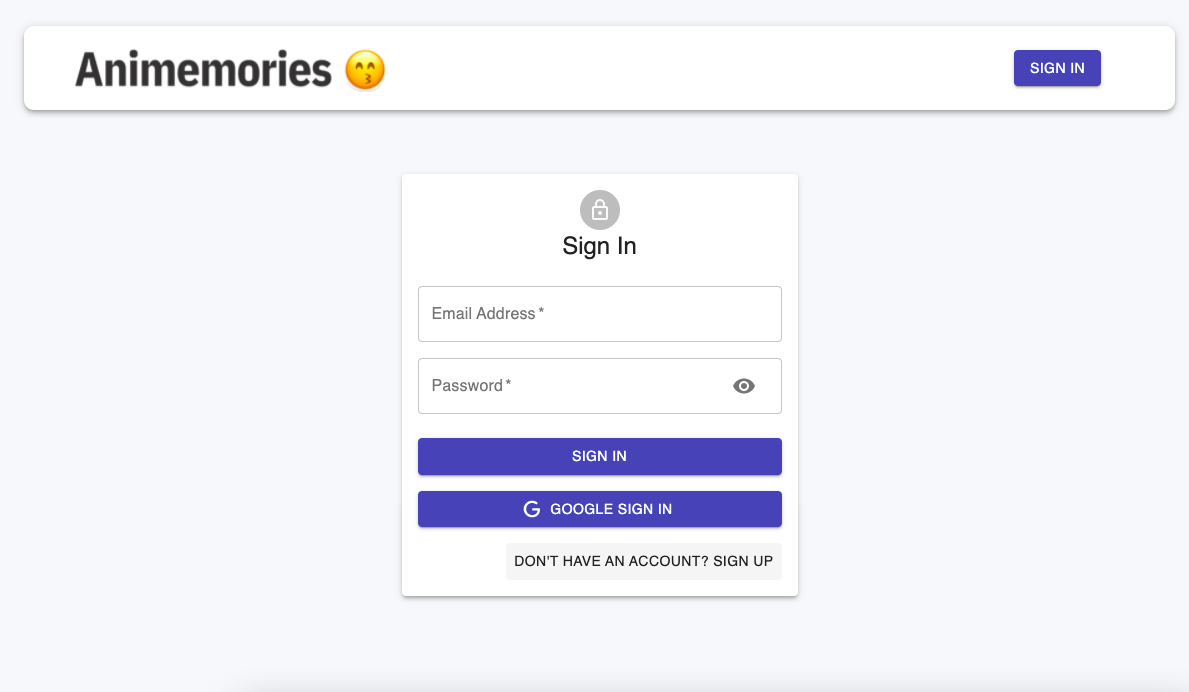 Animemories 😙
SIGN IN
Sign In
Email Address *
Password *
SIGN IN
G GOOGLE SIGN IN
DON'T HAVE AN ACCOUNT? SIGN UP